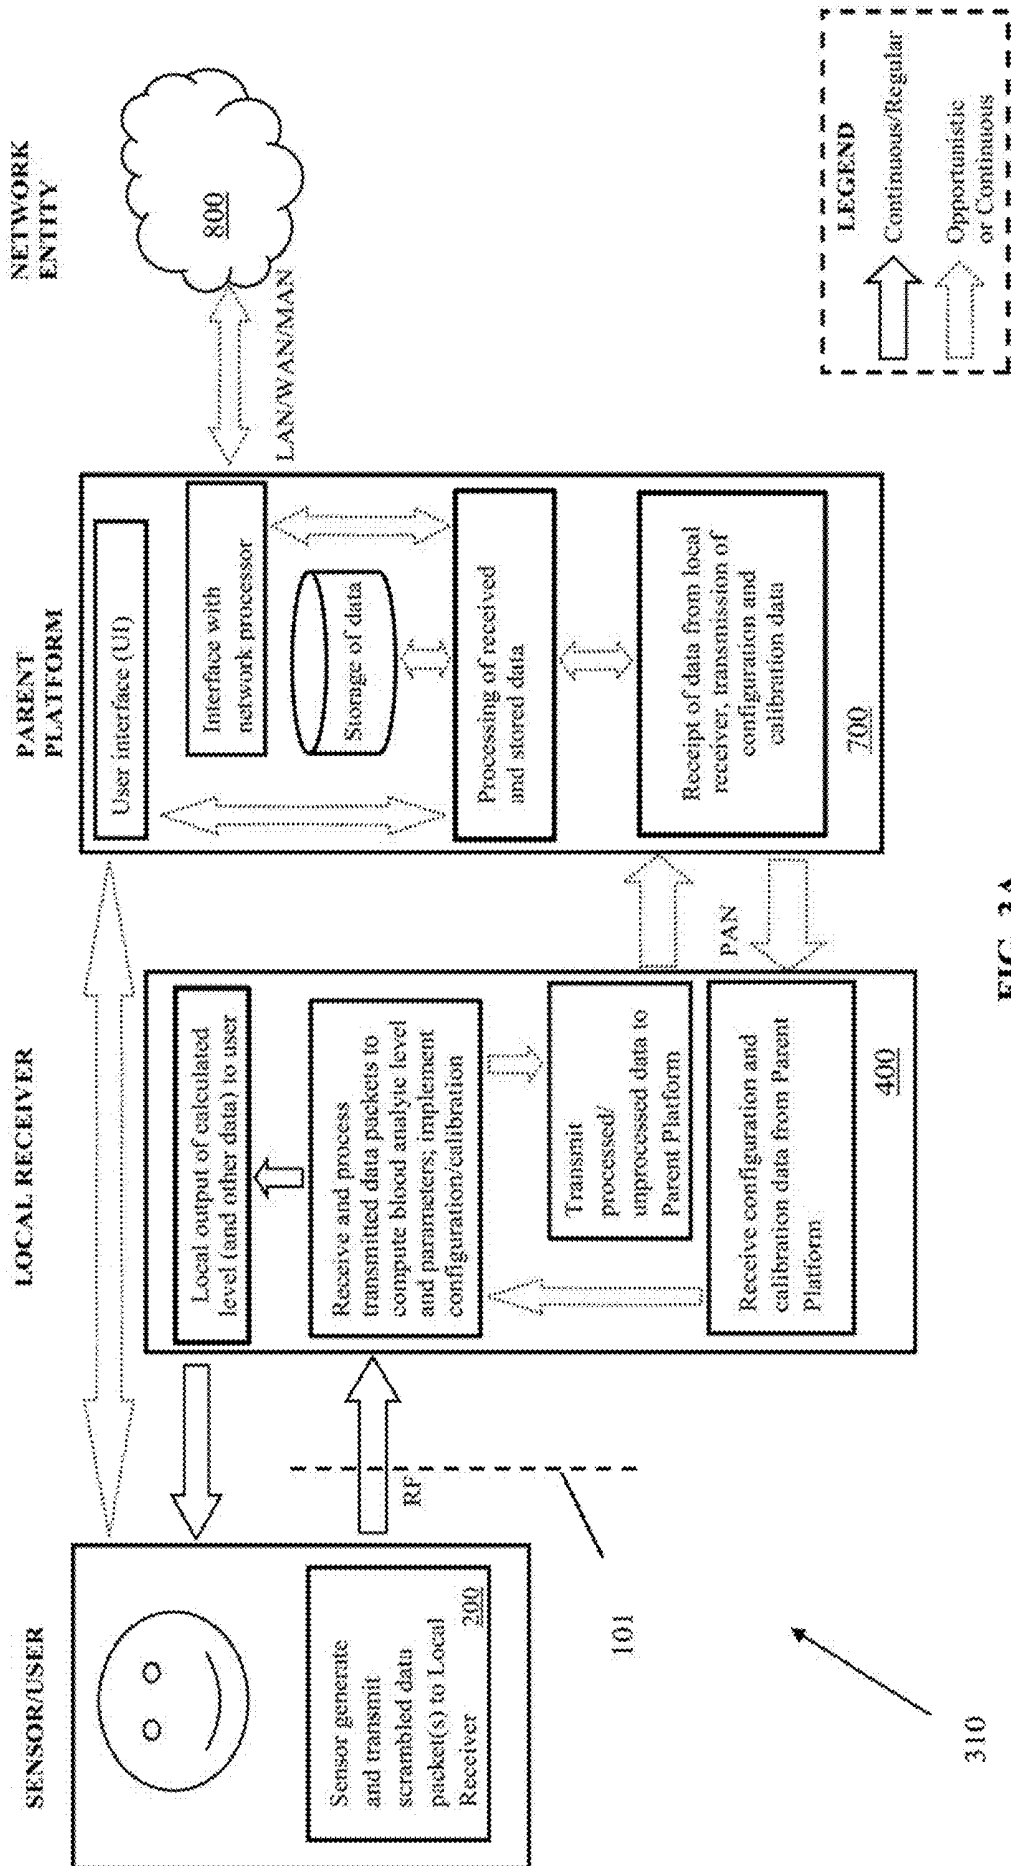 SENSOR/USER
Sensor generate
and transmit
scrambled data
packet(s) to Local
Receiver
200
RF
101
310
LOCAL RECEIVER
Local output of calculated
level (and other data) to user
Receive and process
transmitted data packets to
compute blood analyte level
and parameters; implement
configuration/calibration
Transmit
processed/
unprocessed data to
Parent Platform
Receive configuration and
calibration data from Parent
Platform
400
PAN
PARENT
PLATFORM
User interface (UI)
Interface with
network processor
Storage of data
Processing of received
and stored data
Receipt of data from local
receiver, transmission of
configuration and
calibration data
700
LAN/WAN/MAN
NETWORK
ENTITY
800
LEGEND
Continuous/Regular
Opportunistic
or Continuous